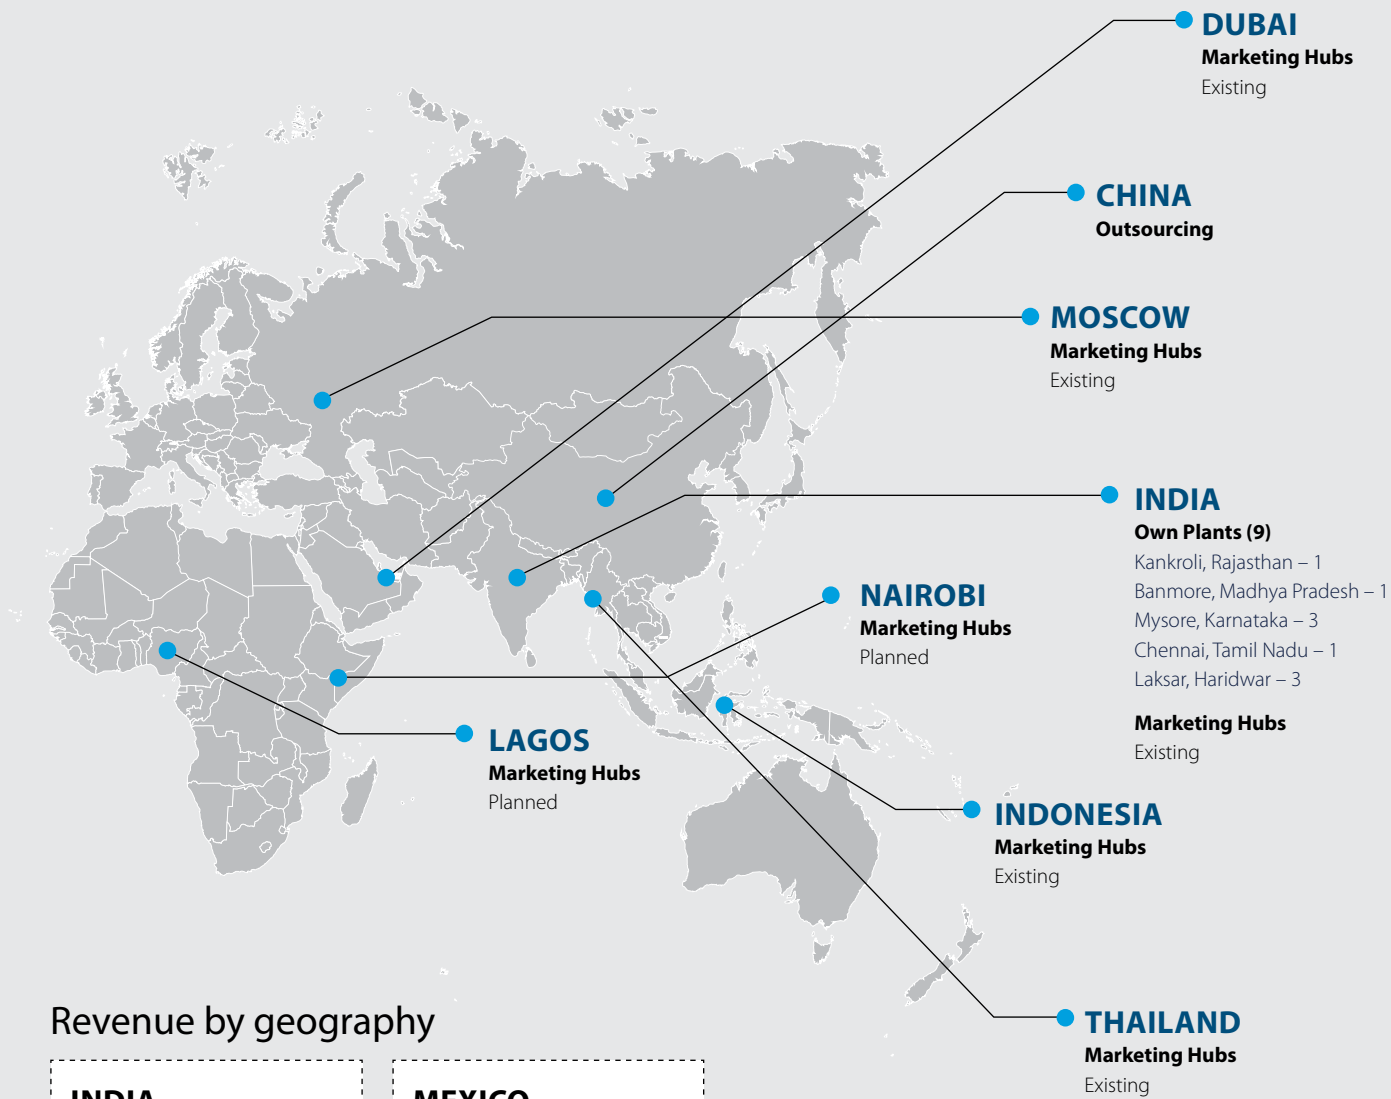 DUBAI
Marketing Hubs
Existing
CHINA
Outsourcing
MOSCOW
Marketing Hubs
Existing
INDIA
Own Plants (9)
Kankroli, Rajasthan – 1
Banmore, Madhya Pradesh – 1
Mysore, Karnataka – 3
Chennai, Tamil Nadu – 1
Laksar, Haridwar – 3
Marketing Hubs
Existing
NAIROBI
Marketing Hubs
Planned
LAGOS
Marketing Hubs
Planned
INDONESIA
Marketing Hubs
Existing
THAILAND
Marketing Hubs
Existing
Revenue by geography
INDIA
MEXICO